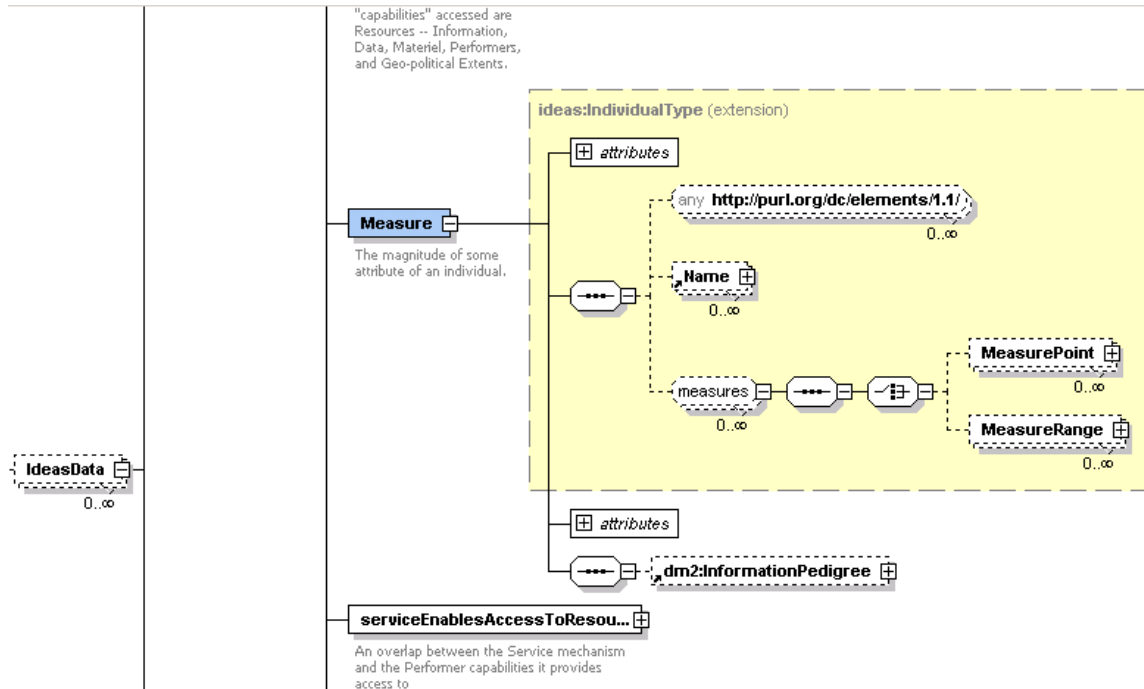 "capabilities" accessed are
Resources -- Information,
Data, Materiel, Performers,
and Geo-political Extents.
ideas:IndividualType (extension)
attributes
any http://purl.org/dc/elements/1.1/
0..∞
Measure
The magnitude of some
attribute of an individual.
Name
0..∞
MeasurePoint
0..∞
measures
0..∞
MeasureRange
0..∞
IdeasData
0..∞
attributes
dm2:InformationPedigree
serviceEnablesAccessToResou...
An overlap between the Service mechanism
and the Performer capabilities it provides
access to